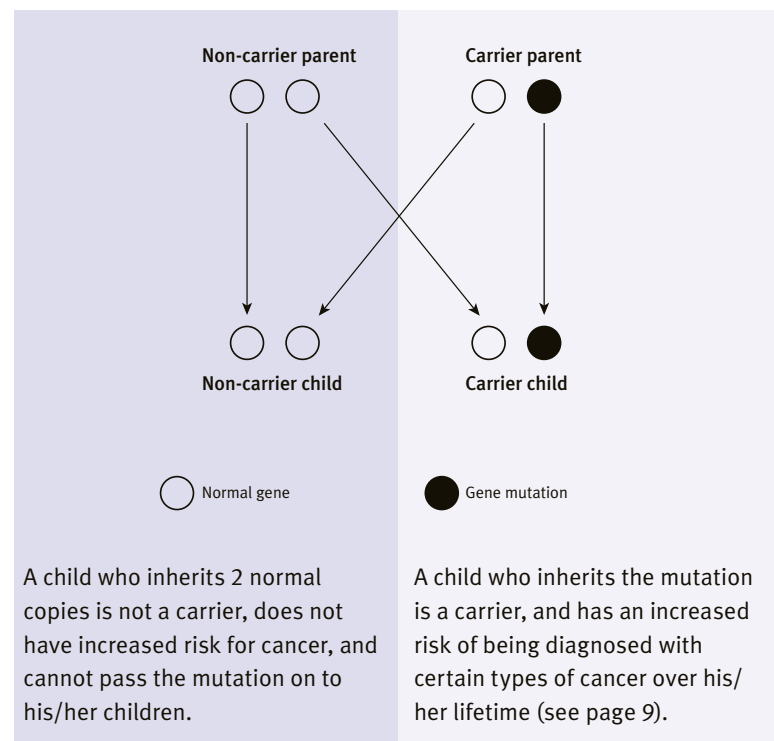 Non-carrier parent
Carrier parent
Non-carrier child
Carrier child
Normal gene
Gene mutation
A child who inherits 2 normal
copies is not a carrier, does not
have increased risk for cancer, and
cannot pass the mutation on to
his/her children.
A child who inherits the mutation
is a carrier, and has an increased
risk of being diagnosed with
certain types of cancer over his/
her lifetime (see page 9).